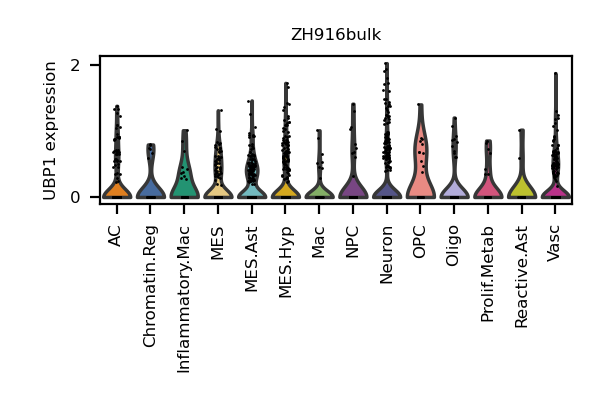 ZH916bulk
UBP1 expression
2
0
AC
Chromatin.Reg
Inflammatory.Mac
MES
MES.Ast
MES.Hyp
Mac
NPC
Neuron
OPC
Oligo
Prolif.Metab
Reactive.Ast
Vasc